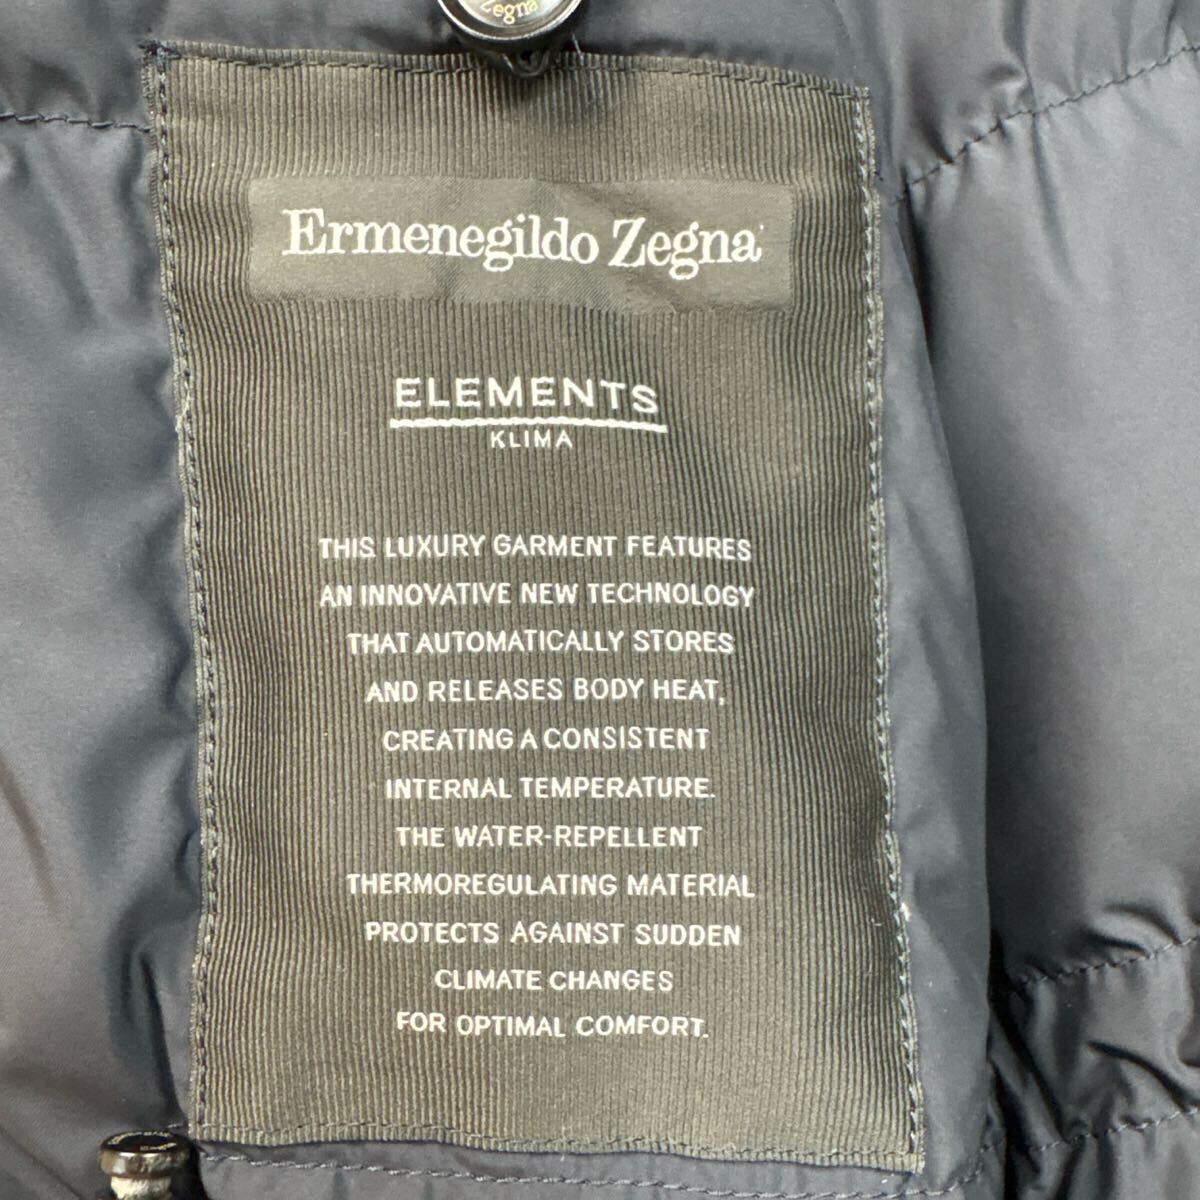 Zegna
Ermenegildo Zegna
ELEMENTS
KLIMA
THIS LUXURY GARMENT FEATURES
AN INNOVATIVE NEW TECHNOLOGY
THAT AUTOMATICALLY STORES
AND RELEASES BODY HEAT,
CREATING A CONSISTENT
INTERNAL TEMPERATURE.
THE WATER-REPELLENT
THERMOREGULATING MATERIAL
PROTECTS AGAINST SUDDEN
CLIMATE CHANGES
FOR OPTIMAL COMFORT.